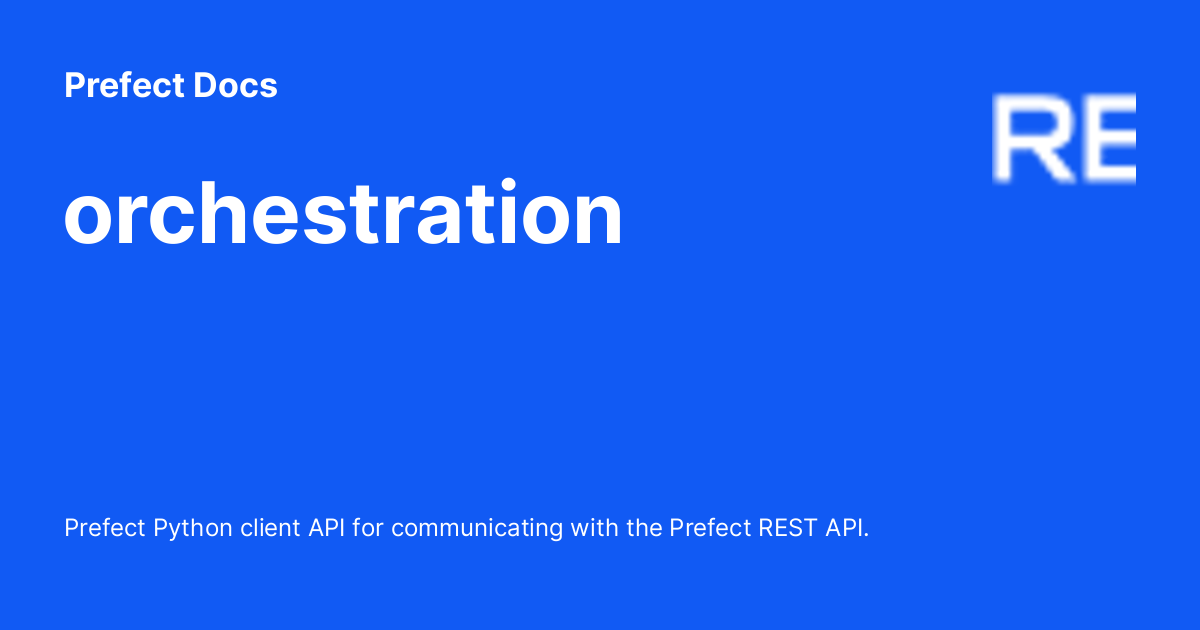 Prefect Docs
RE
orchestration
Prefect Python client API for communicating with the Prefect REST API.